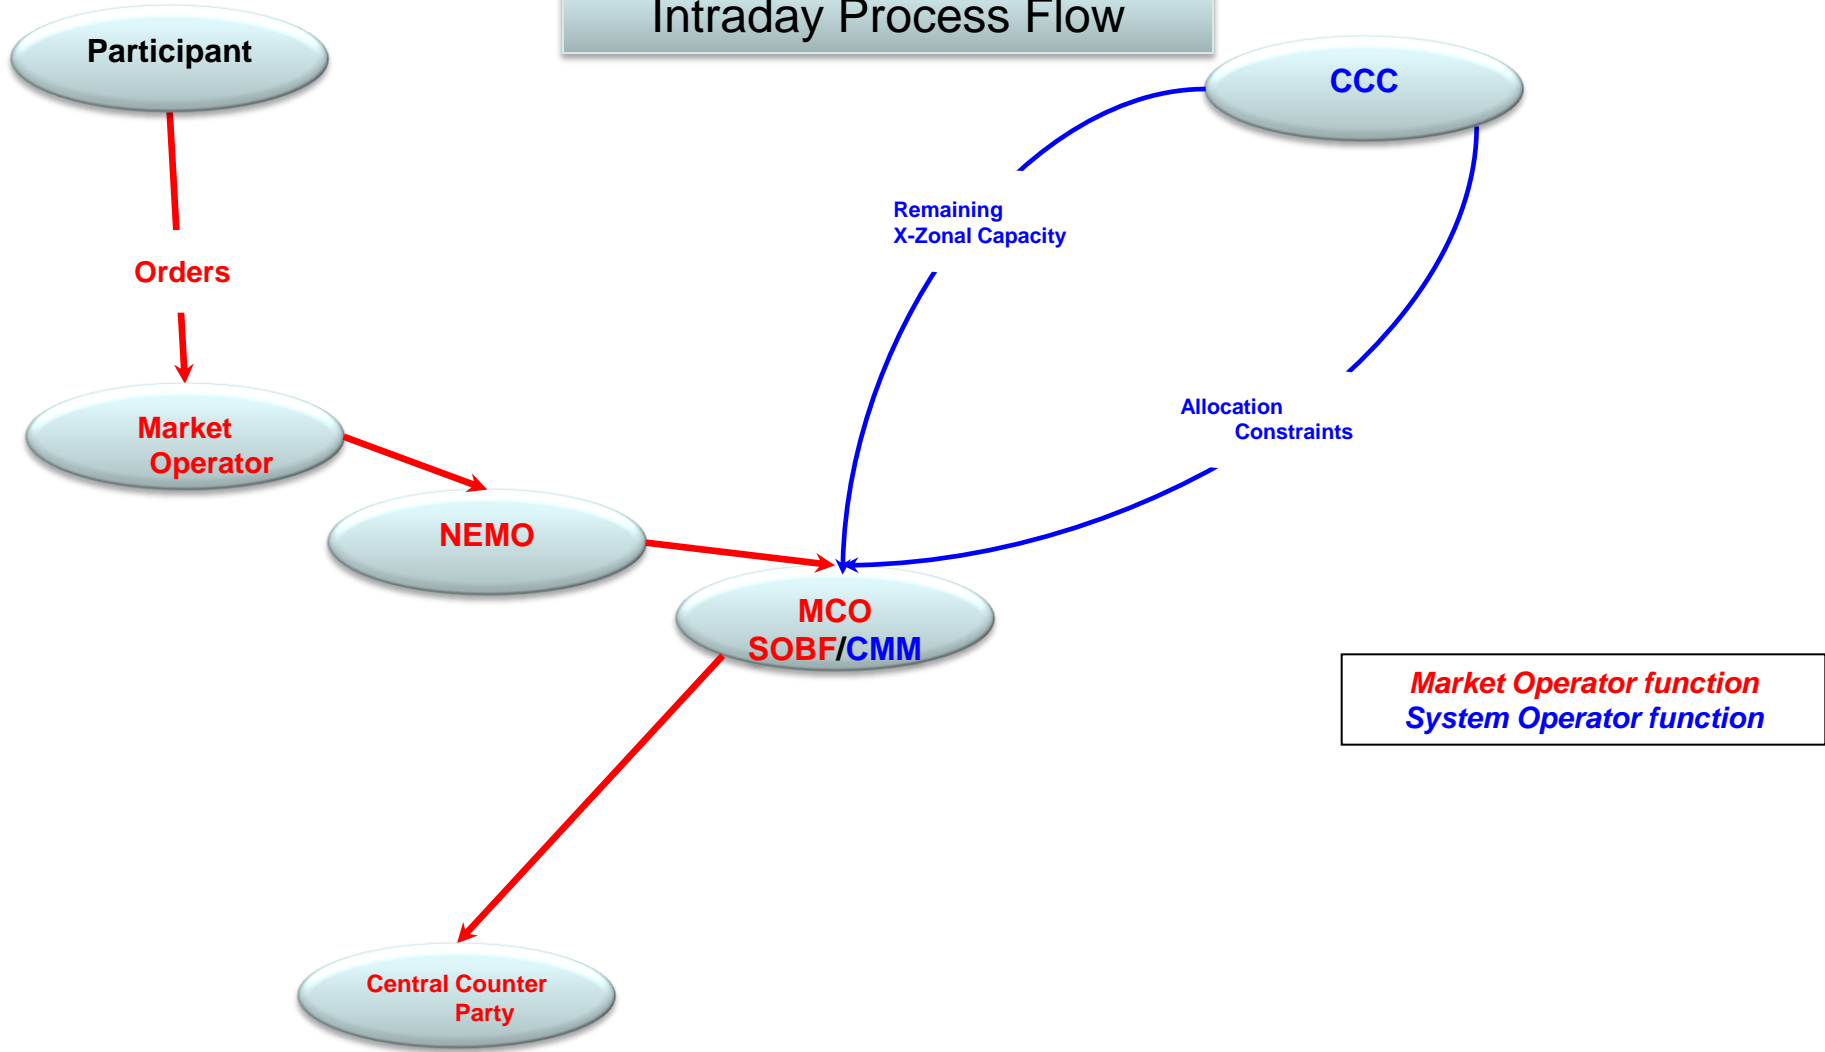 Intraday Process Flow
Participant
CCC
Remaining
X-Zonal Capacity
Orders
Allocation
Constraints
Market
Operator
NEMO
MCO
SOBF/CMM
Market Operator function
System Operator function
Central Counter
Party